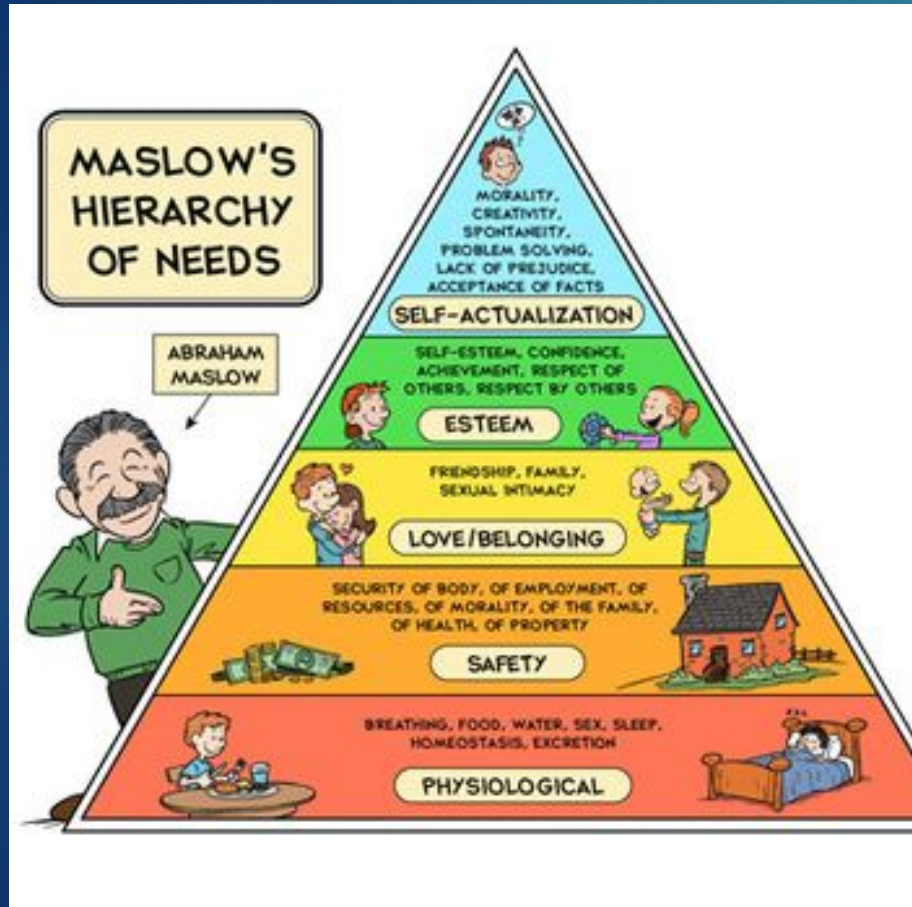 MASLOW'S
HIERARCHY
OF NEEDS
ABRAHAM
MASLOW
MORALITY,
CREATIVITY,
SPONTANEITY,
PROBLEM SOLVING,
LACK OF PREJUDICE,
ACCEPTANCE OF FACTS
SELF-ACTUALIZATION
SELF-ESTEEM, CONFIDENCE,
ACHIEVEMENT, RESPECT OF
OTHERS, RESPECT BY OTHERS
ESTEEM
FRIENDSHIP, FAMILY,
SEXUAL INTIMACY
LOVE/BELONGING
SECURITY OF BODY, OF EMPLOYMENT, OF
RESOURCES, OF MORALITY, OF THE FAMILY,
OF HEALTH, OF PROPERTY
SAFETY
BREATHING, FOOD, WATER, SEX, SLEEP,
HOMEOSTASIS, EXCRETION
PHYSIOLOGICAL